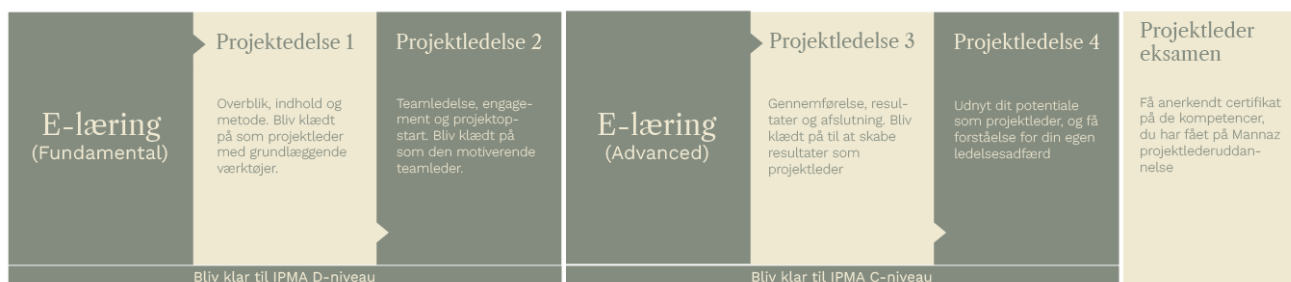 E-læring
(Fundamental)
Projektedelse 1
Overblik, indhold og
metode. Bliv klædt
på som projektleder
med grundlæggende
værktøjer.
Projektledelse 2
Teamledelse, engage-
ment og projektop-
start. Bliv klædt på
som den motiverende
teamleder.
Bliv klar til IPMA D-niveau
E-læring
(Advanced)
Projektledelse 3
Gennemførelse, resul-
tater og afslutning. Bliv
klædt på til at skabe
resultater som
projektleder
Projektledelse 4
Udnyt dit potentiale
som projektleder, og få
forståelse for din egen
ledelsesadfærd
Bliv klar til IPMA C-niveau
Projektleder
eksamen
Få anerkendt certifikat
på de kompetencer,
du har fået på Mannaz
projektlederuddan-
nelse